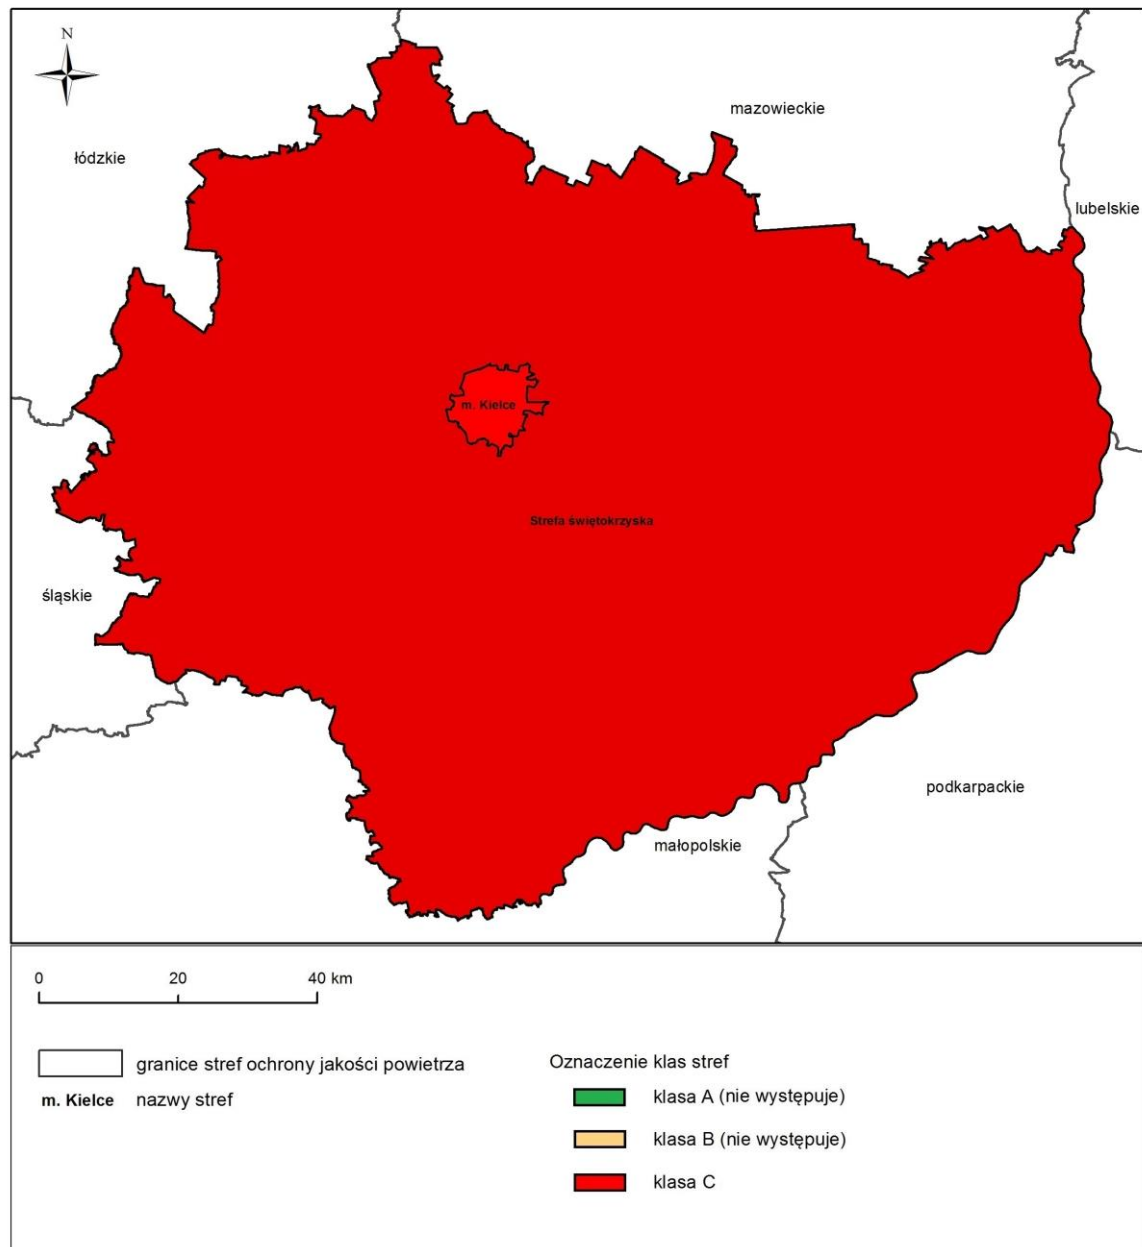 N
mazowieckie
łódzkie
lubelskie
m. Kielce
Strefa świętokrzyska
śląskie
podkarpackie
małopolskie
0 20 40 km
granice stref ochrony jakości powietrza
m. Kielce nazwy stref
Oznaczenie klas stref
klasa A (nie występuje)
klasa B (nie występuje)
klasa C